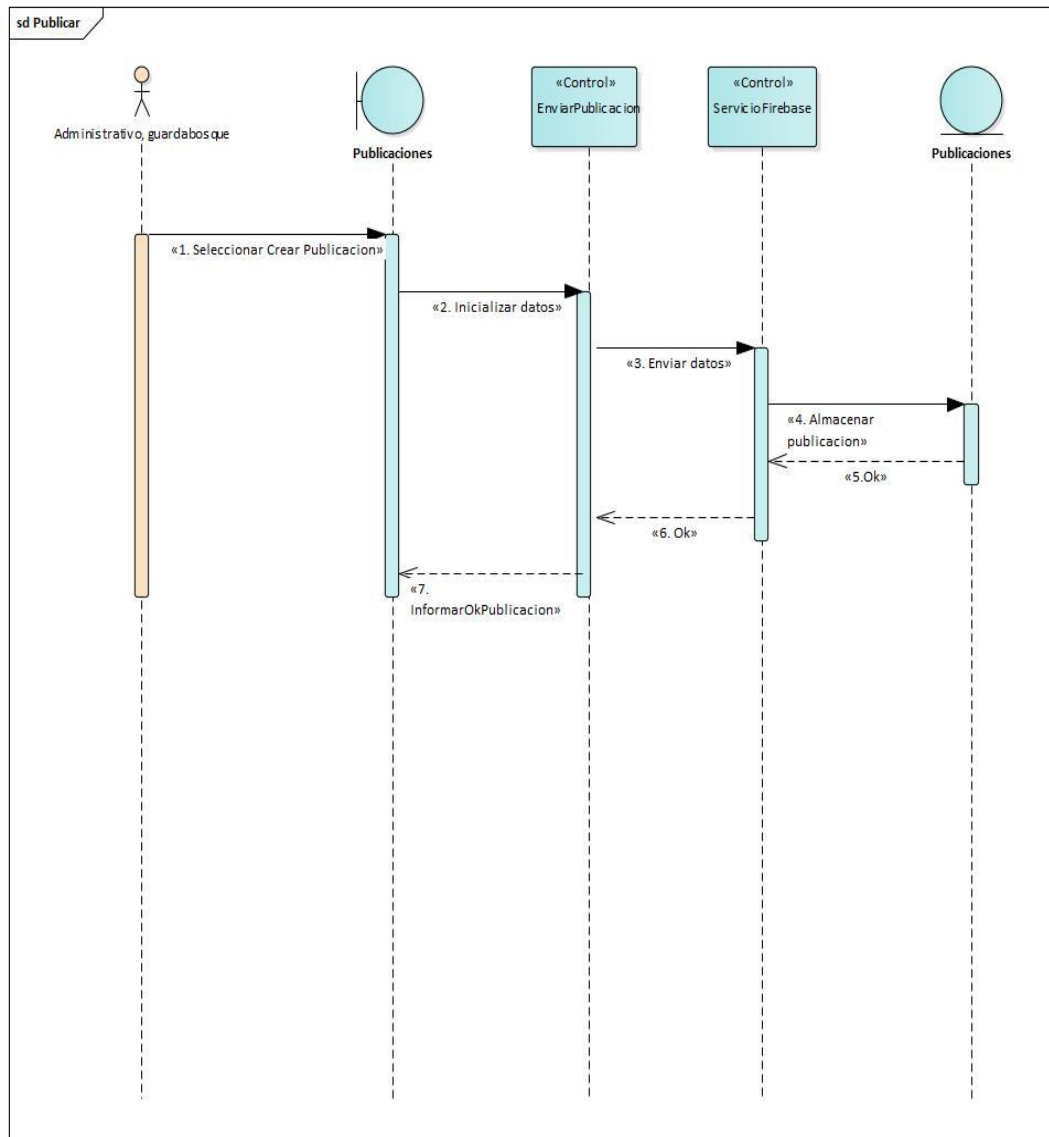 sd Publicar
Administrativo, guardabosque
Publicaciones
«Control»
EnviarPublicacion
«Control»
ServicioFirebase
Publicaciones
«1. Seleccionar Crear Publicacion»
«2. Inicializar datos»
«3. Enviar datos»
«4. Almacenar
publicacion»
«5.Ok»
«6. Ok»
«7.
InformarOkPublicacion»